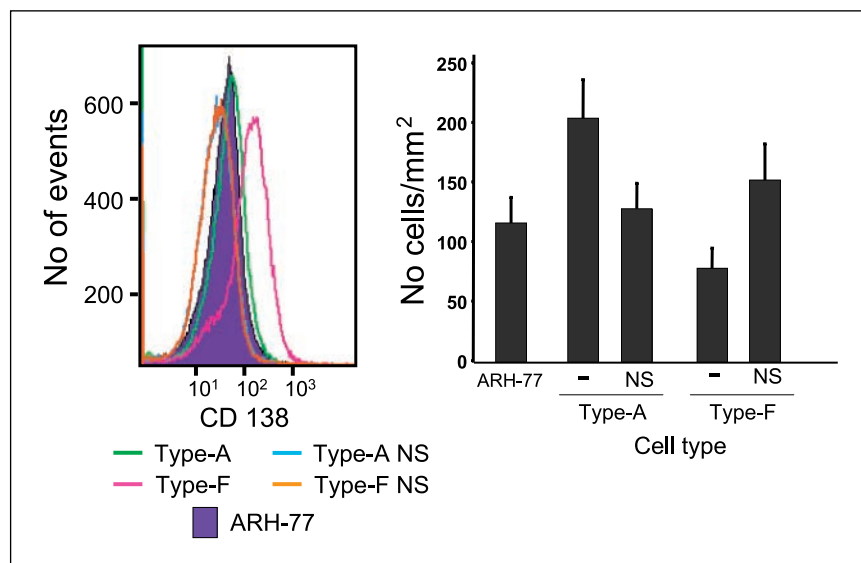 No of events
600
400
200
10¹ 10² 10³
CD 138
Type-A Type-A NS
Type-F Type-F NS
ARH-77
No cells/mm²
250
200
150
100
50
0
ARH-77 - NS - NS
Type-A Type-F
Cell type